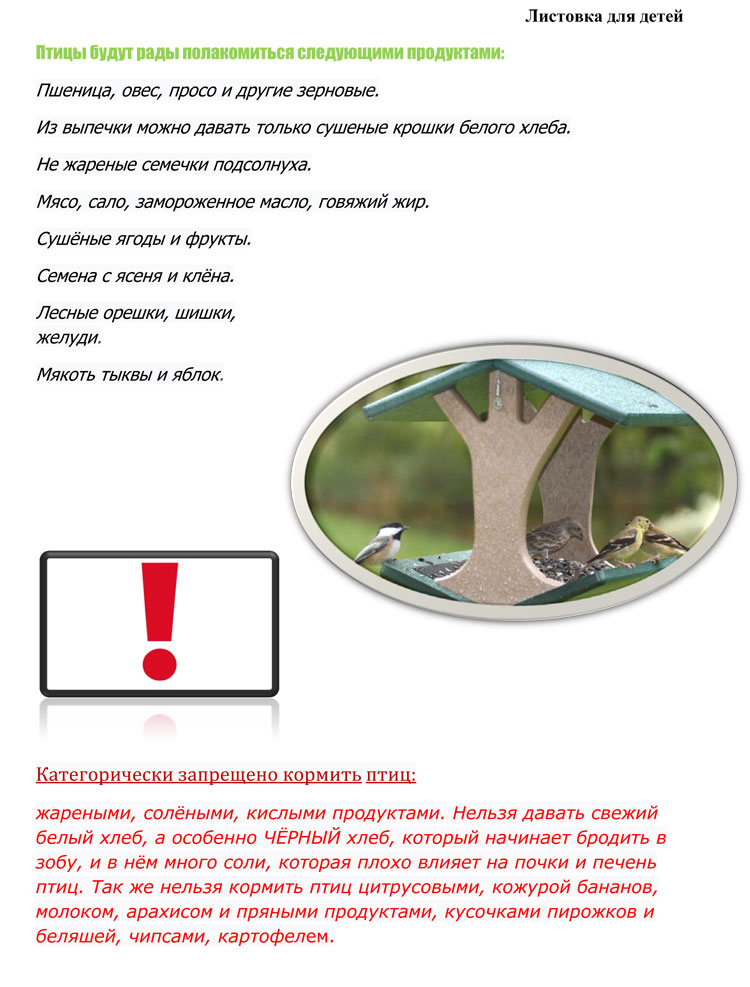 Листовка для детей
Птицы будут рады полакомиться следующими продуктами:
Пшеница, овес, просо и другие зерновые.
Из выпечки можно давать только сушеные крошки белого хлеба.
Не жареные семечки подсолнуха.
Мясо, сало, замороженное масло, говяжий жир.
Сушёные ягоды и фрукты.
Семена с ясеня и клёна.
Лесные орешки, шишки,
желуди.
Мякоть тыквы и яблок.
!
Категорически запрещено кормить птиц:
жареными, солёными, кислыми продуктами. Нельзя давать свежий
белый хлеб, а особенно ЧЁРНЫЙ хлеб, который начинает бродить в
зобу, и в нём много соли, которая плохо влияет на почки и печень
птиц. Так же нельзя кормить птиц цитрусовыми, кожурой бананов,
молоком, арахисом и пряными продуктами, кусочками пирожков и
беляшей, чипсами, картофелем.